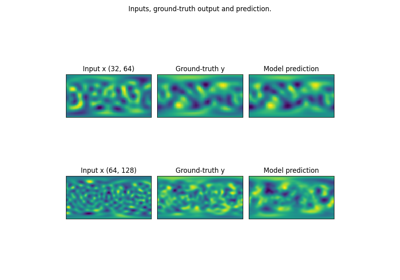 Inputs, ground-truth output and prediction.
Input x (32, 64) Ground-truth y Model prediction
Input x (64, 128) Ground-truth y Model prediction